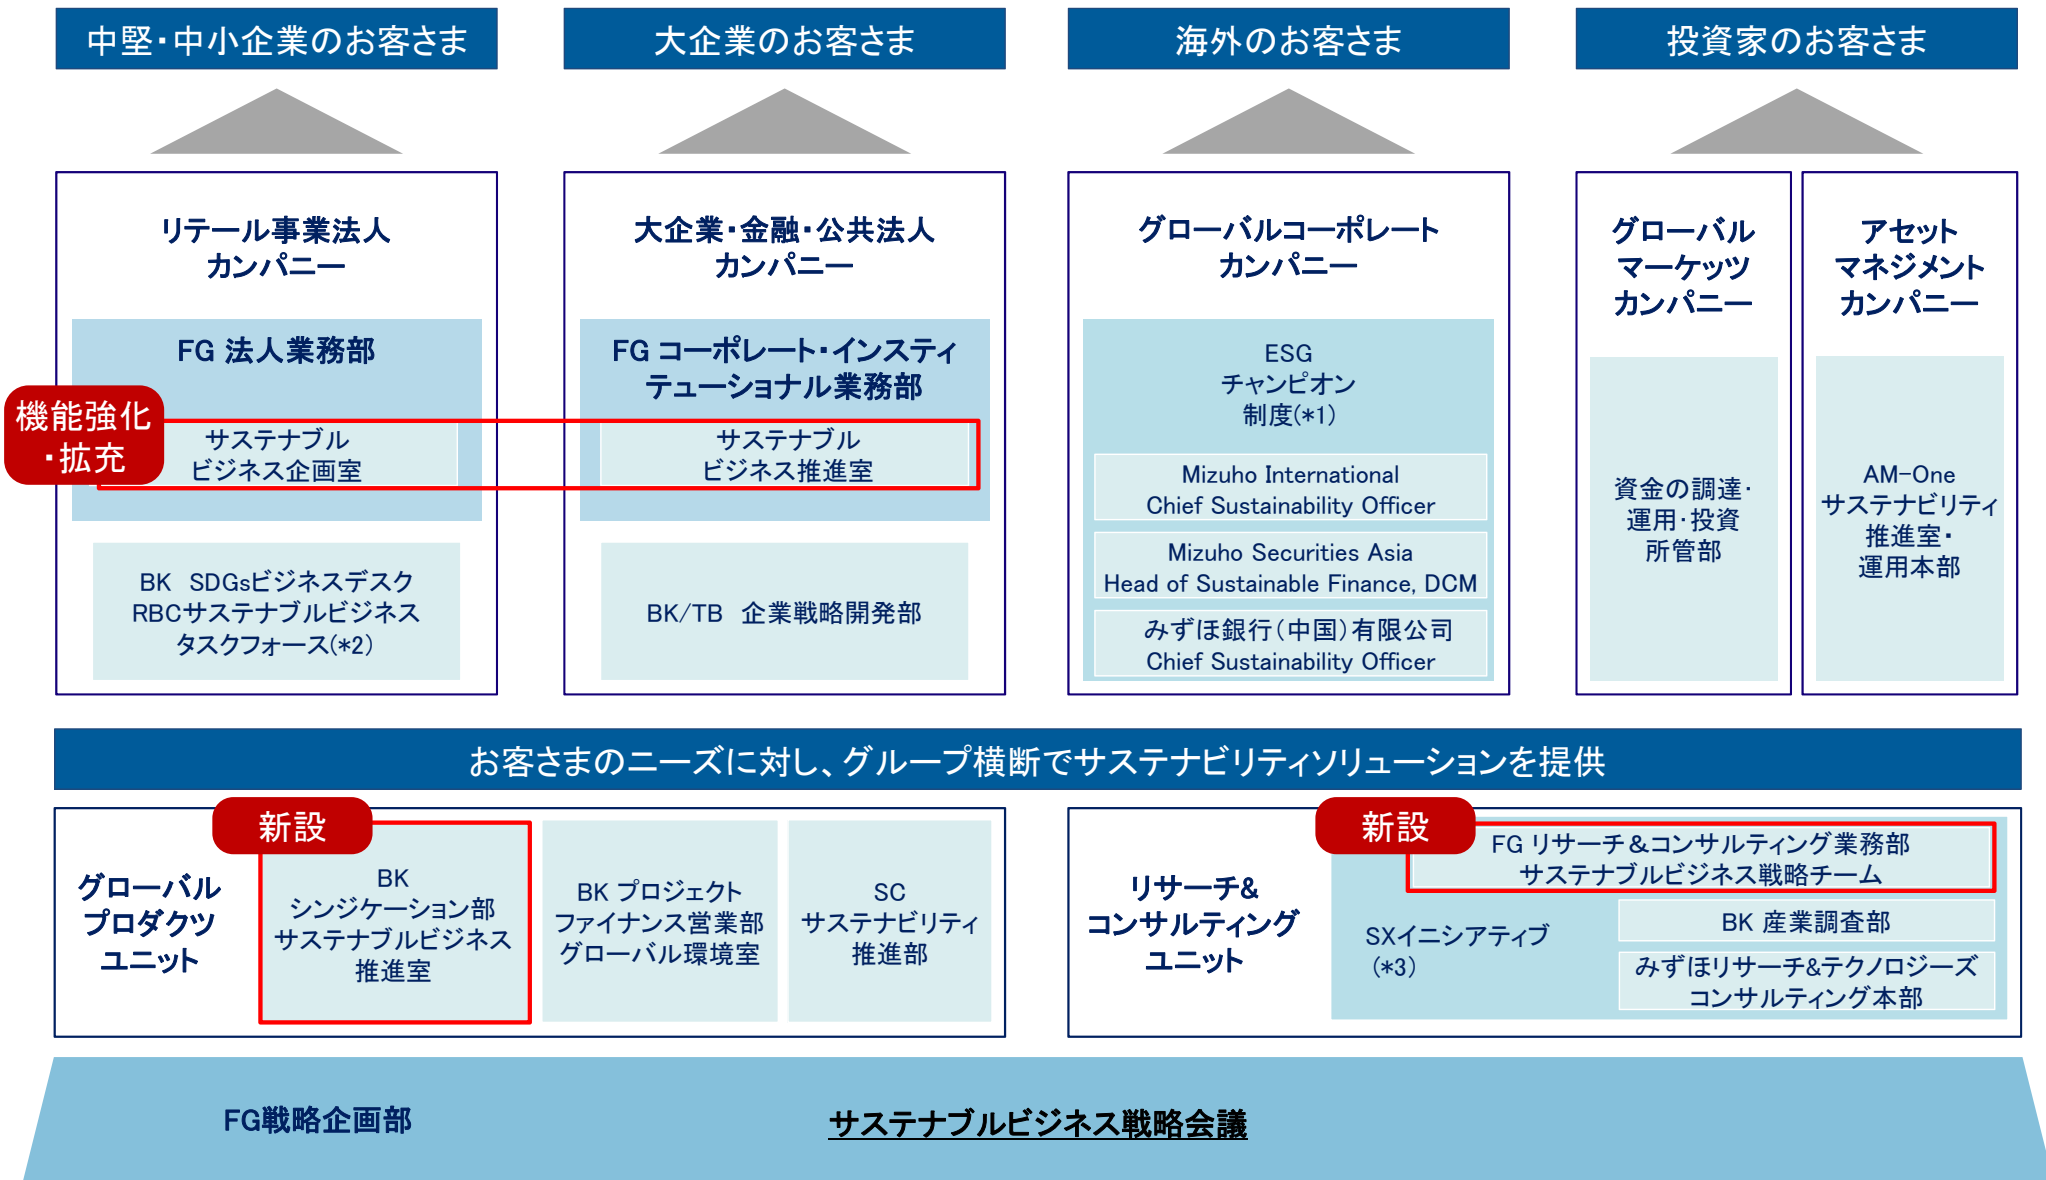 中堅・中小企業のお客さま
大企業のお客さま
海外のお客さま
投資家のお客さま
リテール事業法人
カンパニー
FG 法人業務部
機能強化
・拡充
サステナブル
ビジネス企画室
BK　SDGsビジネスデスク
RBCサステナブルビジネス
タスクフォース(*2)
大企業・金融・公共法人
カンパニー
FG コーポレート・インスティ
テューショナル業務部
サステナブル
ビジネス推進室
BK/TB　企業戦略開発部
グローバルコーポレート
カンパニー
ESG
チャンピオン
制度(*1)
Mizuho International
Chief Sustainability Officer
Mizuho Securities Asia
Head of Sustainable Finance, DCM
みずほ銀行（中国）有限公司
Chief Sustainability Officer
グローバル
マーケッツ
カンパニー
資金の調達・
運用・投資
所管部
アセット
マネジメント
カンパニー
AM-One
サステナビリティ
推進室・
運用本部
お客さまのニーズに対し、グループ横断でサステナビリティソリューションを提供
グローバル
プロダクツ
ユニット
新設
BK
シンジケーション部
サステナブルビジネス
推進室
BK プロジェクト
ファイナンス営業部
グローバル環境室
SC
サステナビリティ
推進部
リサーチ&
コンサルティング
ユニット
新設
FG リサーチ＆コンサルティング業務部
サステナブルビジネス戦略チーム
SXイニシアティブ
(*3)
BK 産業調査部
みずほリサーチ&テクノロジーズ
コンサルティング本部
FG戦略企画部
サステナブルビジネス戦略会議